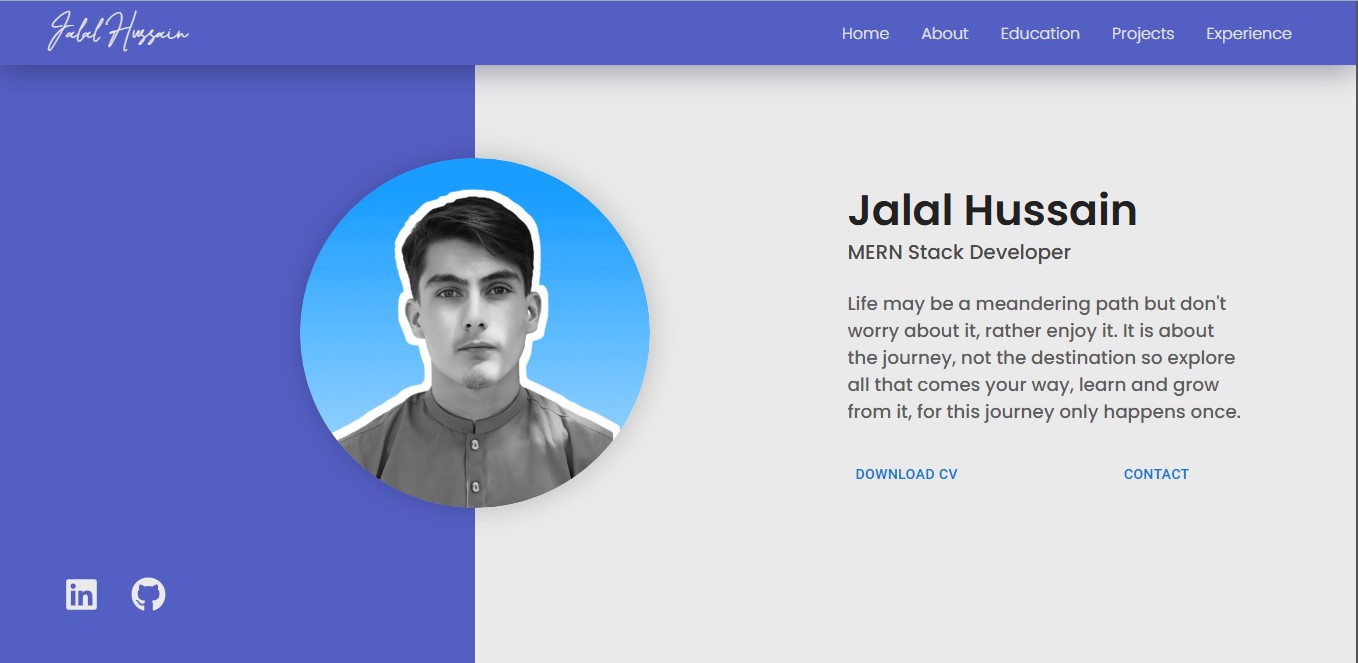 Jalal Hussain
Home About Education Projects Experience
Jalal Hussain
MERN Stack Developer
Life may be a meandering path but don't
worry about it, rather enjoy it. It is about
the journey, not the destination so explore
all that comes your way, learn and grow
from it, for this journey only happens once.
DOWNLOAD CV CONTACT
in